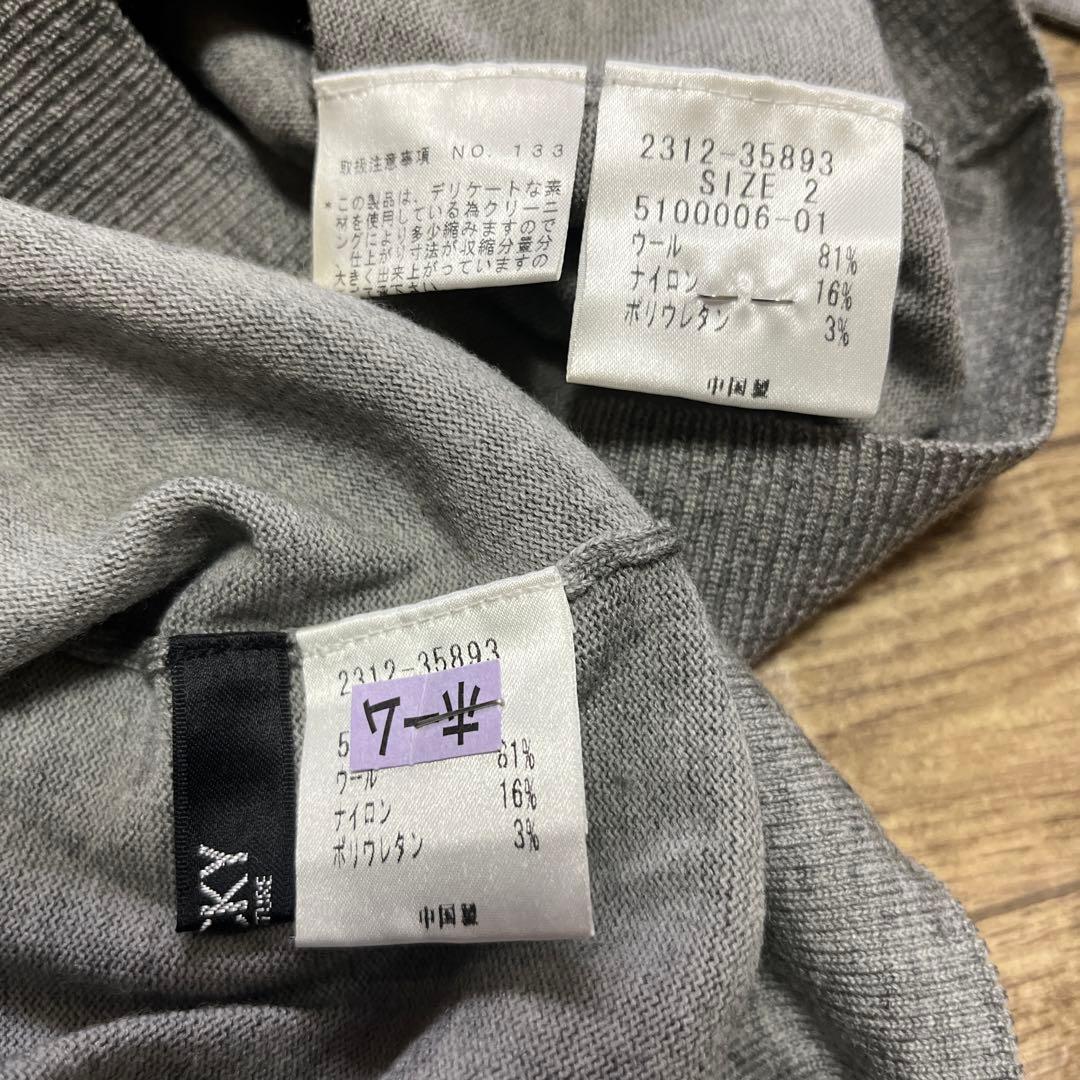 取扱注意事項 NO. 133
*この製品は、デリケートな素
材を使用している為クリーニ
ングにより多少縮みますので
仕上がり寸法が収縮分量分
大きく出来上がっていますの
2312-35893
SIZE 2
5100006-01
ウール 81%
ナイロン 16%
ポリウレタン 3%
中国製
2312-35893
5
ウール 81%
ナイロン 16%
ポリウレタン 3%
中国製
CKY
TURE